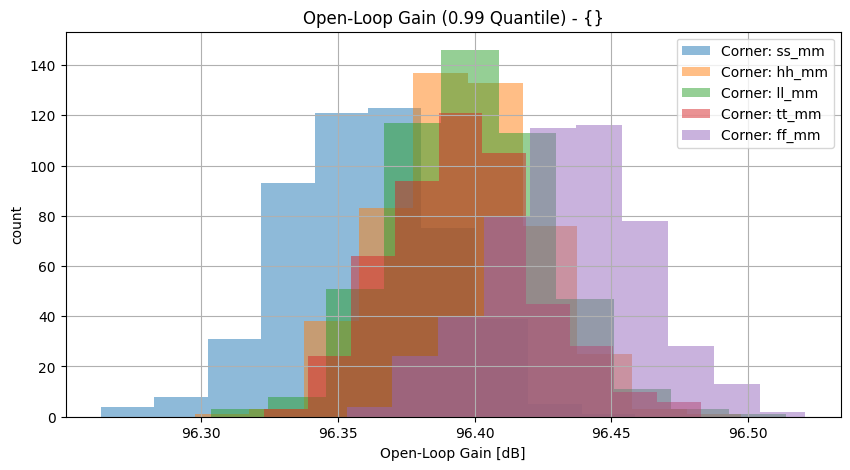 Open-Loop Gain (0.99 Quantile) - {}
Corner: ss_mm
Corner: hh_mm
Corner: ll_mm
Corner: tt_mm
Corner: ff_mm
140
120
100
80
60
40
20
0
count
96.30 96.35 96.40 96.45 96.50
Open-Loop Gain [dB]